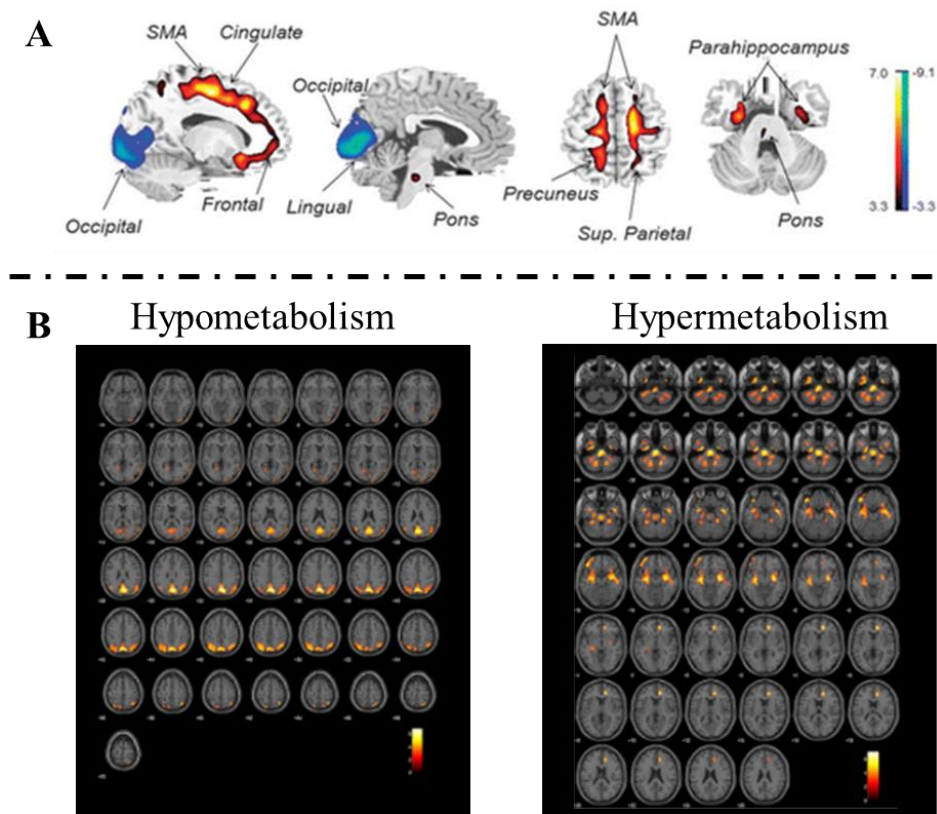 A
SMA Cingulate
SMA
Parahippocampus
Occipital
7.0 -9.1
Frontal
Lingual
Precuneus
Pons
Occipital
Sup. Parietal
Pons
3.3 -3.3
B
Hypometabolism Hypermetabolism